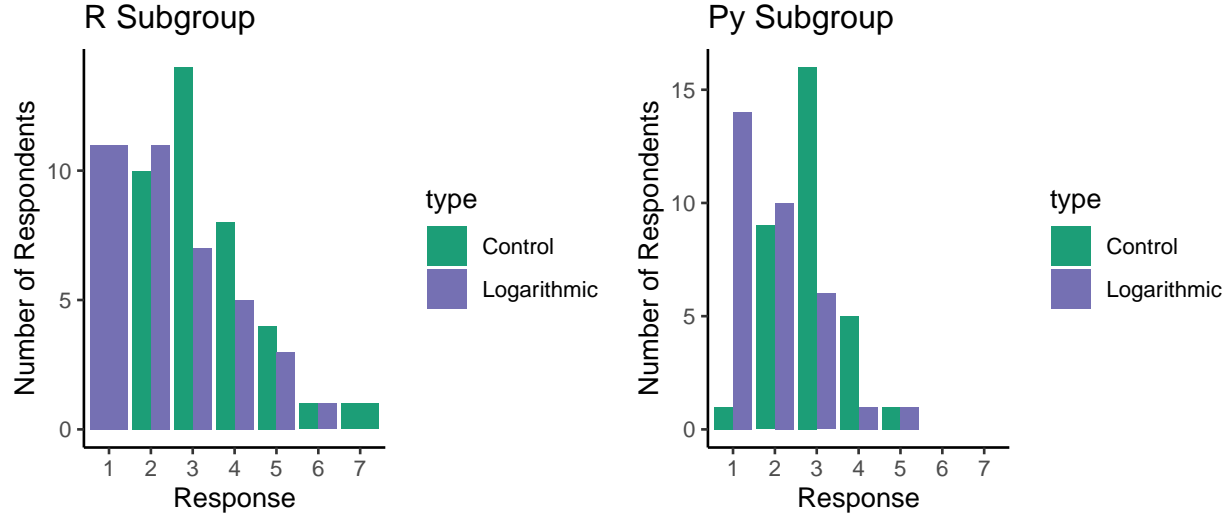 R Subgroup
Number of Respondents
10
5
0
1 2 3 4 5 6 7
Response
type
Control
Logarithmic
Py Subgroup
Number of Respondents
15
10
5
0
1 2 3 4 5 6 7
Response
type
Control
Logarithmic